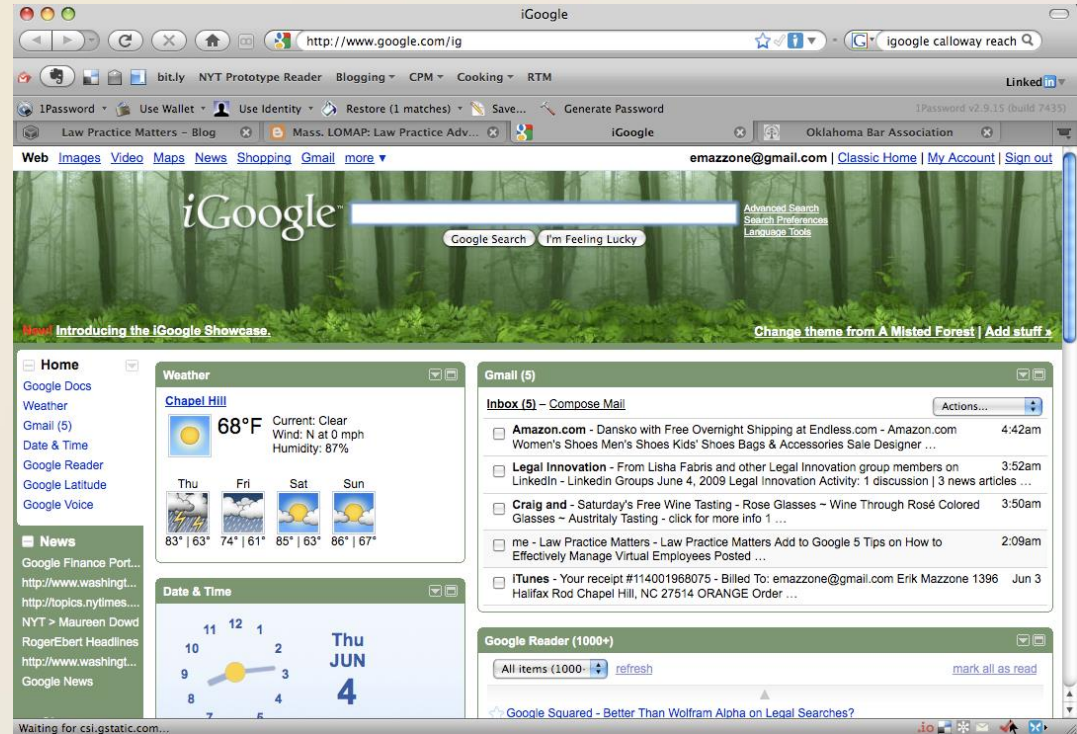 iGoogle
http://www.google.com/ig
igoogle calloway reach
bit.ly NYT Prototype Reader Blogging CPM Cooking RTM
Linked in
1Password Use Wallet Use Identity Restore (1 matches) Save... Generate Password
1Password v2.9.15 (build 7435)
Law Practice Matters – Blog Mass. LOMAP: Law Practice Adv... iGoogle Oklahoma Bar Association
Web Images Video Maps News Shopping Gmail more
emazzone@gmail.com | Classic Home | My Account | Sign out
iGoogle™
Advanced Search
Search Preferences
Language Tools
Google Search I'm Feeling Lucky
New! Introducing the iGoogle Showcase.
Change theme from A Misted Forest | Add stuff »
Home
Google Docs
Weather
Gmail (5)
Date & Time
Google Reader
Google Latitude
Google Voice
News
Google Finance Port...
http://www.washingt...
http://topics.nytimes....
NYT > Maureen Dowd
RogerEbert Headlines
http://www.washingt...
Google News
Weather
Chapel Hill
68°F
Current: Clear
Wind: N at 0 mph
Humidity: 87%
Thu Fri Sat Sun
83° | 63° 74° | 61° 85° | 63° 86° | 67°
Date & Time
11 12 1
10 2
9 3
8 4
7 5
Thu
JUN
4
Gmail (5)
Inbox (5) – Compose Mail
Actions...
Amazon.com - Dansko with Free Overnight Shipping at Endless.com - Amazon.com 4:42am
Women's Shoes Men's Shoes Kids' Shoes Bags & Accessories Sale Designer ...
Legal Innovation - From Lisha Fabris and other Legal Innovation group members on 3:52am
LinkedIn - Linkedin Groups June 4, 2009 Legal Innovation Activity: 1 discussion | 3 news articles ...
Craig and - Saturday's Free Wine Tasting - Rose Glasses ~ Wine Through Rosé Colored 3:50am
Glasses ~ Austritaly Tasting - click for more info 1 ...
me - Law Practice Matters - Law Practice Matters Add to Google 5 Tips on How to 2:09am
Effectively Manage Virtual Employees Posted ...
iTunes - Your receipt #114001968075 - Billed To: emazzone@gmail.com Erik Mazzone 1396 Jun 3
Halifax Rod Chapel Hill, NC 27514 ORANGE Order ...
Google Reader (1000+)
All items (1000- refresh
mark all as read
Google Squared - Better Than Wolfram Alpha on Legal Searches?
Waiting for csi.gstatic.com...
.io